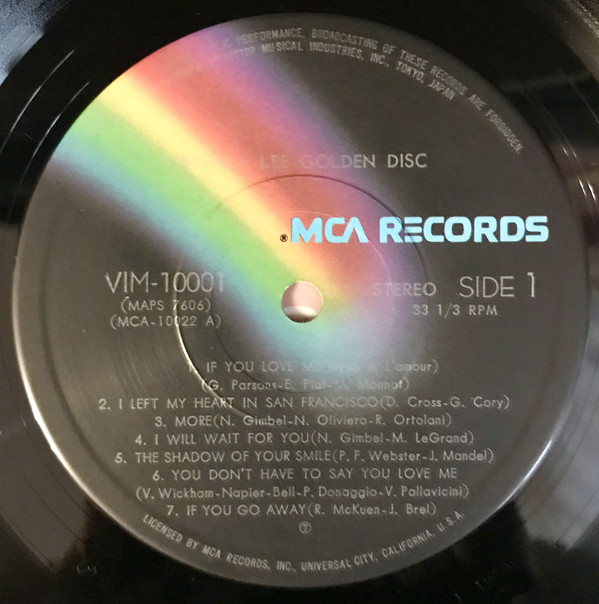 PERFORMANCE, BROADCASTING OF THESE RECORDS ARE FORBIDDEN.
MUSICAL INDUSTRIES, INC., TOKYO, JAPAN
LEE GOLDEN DISC
® MCA RECORDS
VIM-10001
(MAPS 7606)
(MCA-10022 A)
STEREO SIDE 1
33 1/3 RPM
1. IF YOU LOVE ME L'amour)
(G. Parsons-E. Piaf-M. Monnot)
2. I LEFT MY HEART IN SAN FRANCISCO(D. Cross-G. Cory)
3. MORE(N. Gimbel-N. Oliviero-R. Ortolani)
4. I WILL WAIT FOR YOU(N. Gimbel-M. LeGrand)
5. THE SHADOW OF YOUR SMILE(P. F. Webster-J. Mandel)
6. YOU DON'T HAVE TO SAY YOU LOVE ME
(V. Wickham-Napier-Bell-P. Donaggio-V. Pallavicini)
7. IF YOU GO AWAY(R. McKuen-J. Brel)
LICENSED BY MCA RECORDS, INC., UNIVERSAL CITY, CALIFORNIA, U.S.A.